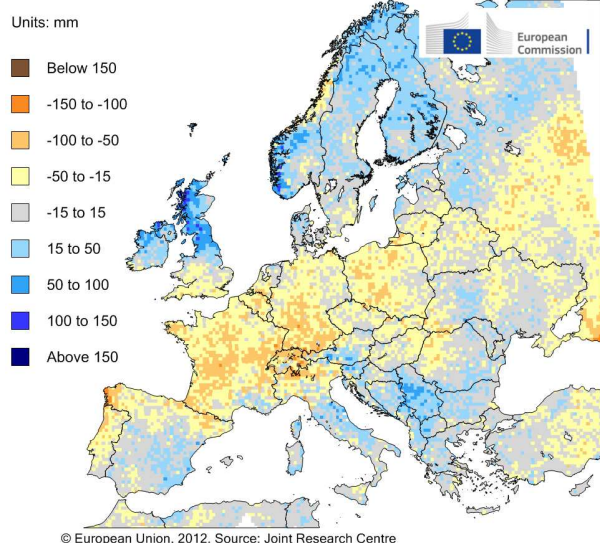 Units: mm
European
Commission
Below 150
-150 to -100
-100 to -50
-50 to -15
-15 to 15
15 to 50
50 to 100
100 to 150
Above 150
© European Union, 2012. Source: Joint Research Centre